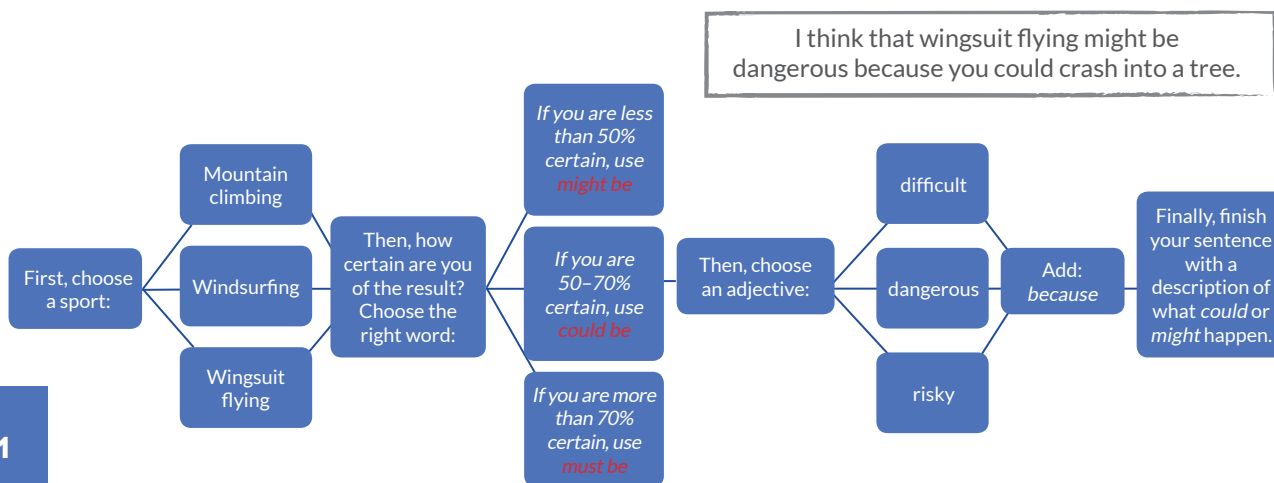 I think that wingsuit flying might be
dangerous because you could crash into a tree.
First, choose
a sport:
Mountain
climbing
Windsurfing
Wingsuit
flying
Then, how
certain are you
of the result?
Choose the
right word:
If you are less
than 50%
certain, use
might be
If you are
50–70%
certain, use
could be
If you are more
than 70%
certain, use
must be
Then, choose
an adjective:
difficult
dangerous
risky
Add:
because
Finally, finish
your sentence
with a
description of
what could or
might happen.
1